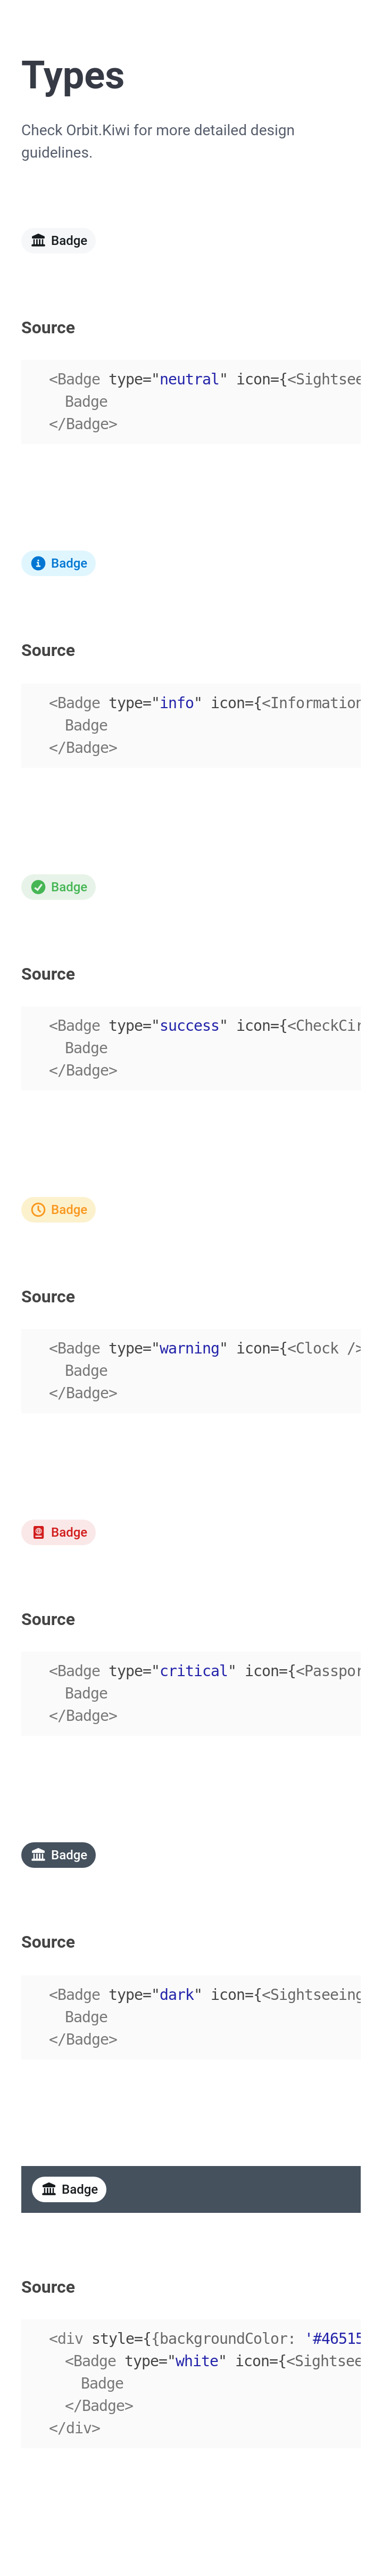 Types
Check Orbit.Kiwi for more detailed design
guidelines.
Badge
Source
<Badge type="neutral" icon={<Sightsee
Badge
</Badge>
Badge
Source
<Badge type="info" icon={<Information
Badge
</Badge>
Badge
Source
<Badge type="success" icon={<CheckCir
Badge
</Badge>
Badge
Source
<Badge type="warning" icon={<Clock />
Badge
</Badge>
Badge
Source
<Badge type="critical" icon={<Passpor
Badge
</Badge>
Badge
Source
<Badge type="dark" icon={<Sightseeing
Badge
</Badge>
Badge
Source
<div style={{backgroundColor: '#46515
<Badge type="white" icon={<Sightsee
Badge
</Badge>
</div>